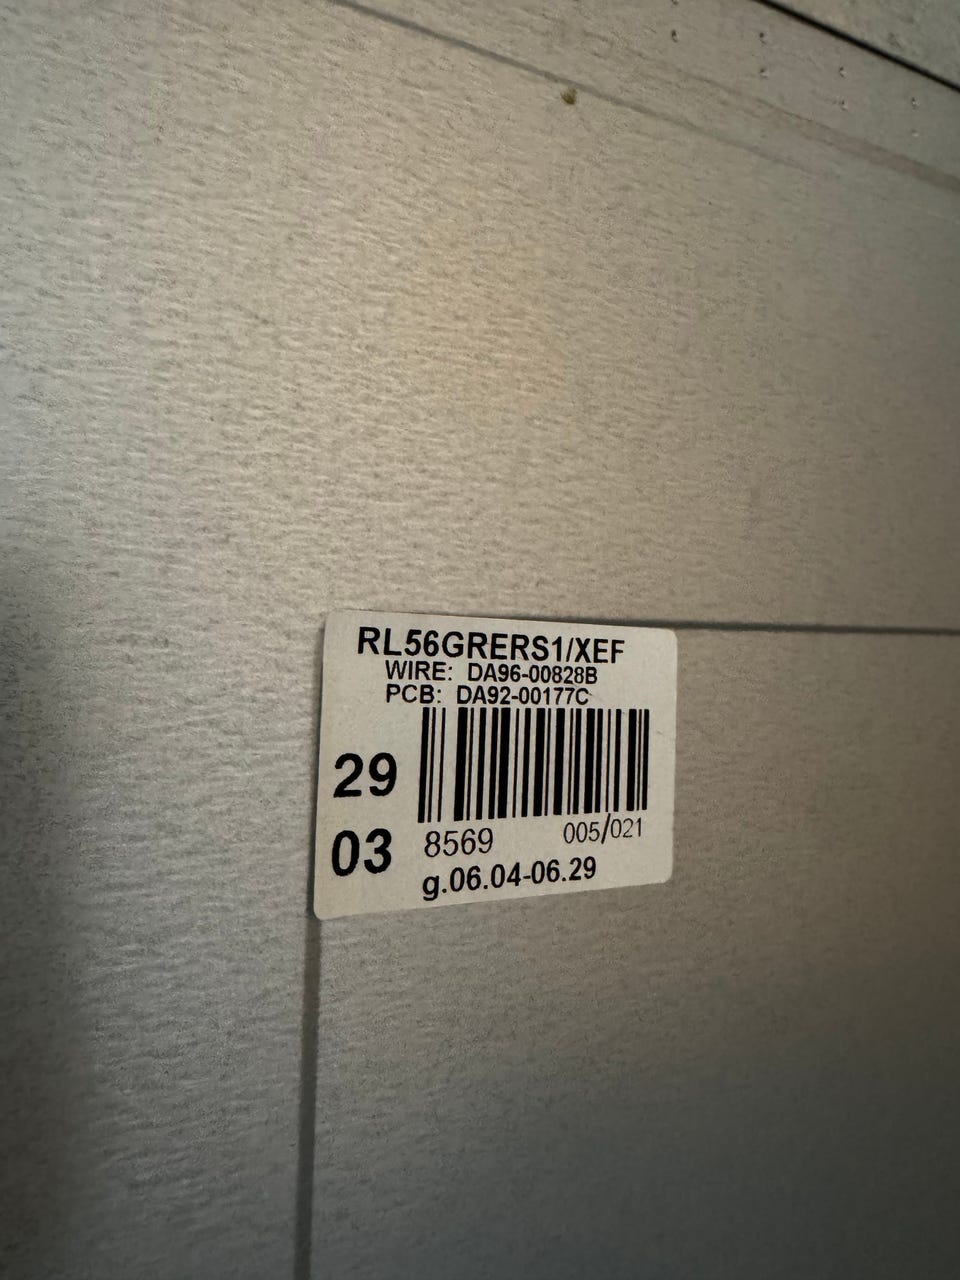 RL56GRERS1/XEF
WIRE: DA96-00828B
PCB: DA92-00177C
29
03
8569 005/021
g.06.04-06.29